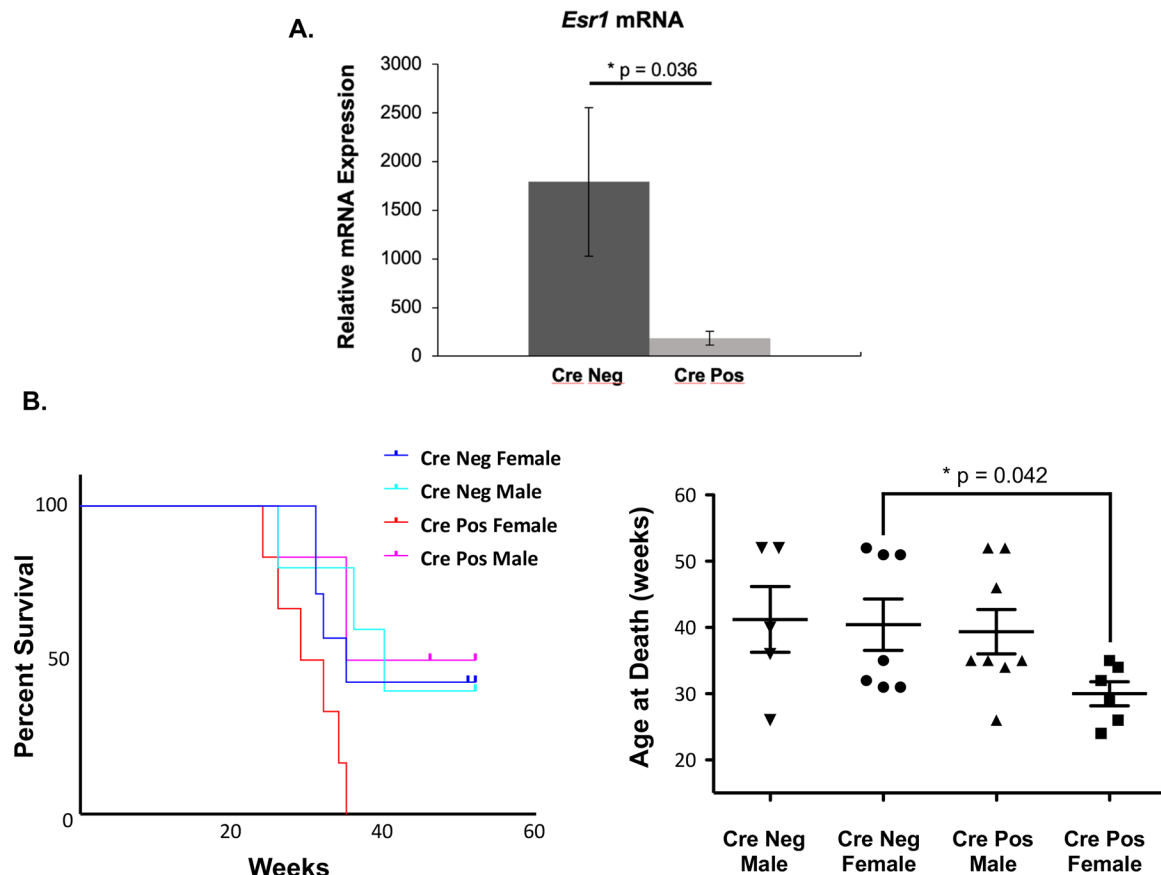 A.
Esr1 mRNA
* p = 0.036
Relative mRNA Expression
3000
2500
2000
1500
1000
500
0
Cre Neg
Cre Pos
B.
Percent Survival
100
50
0
20
40
60
Weeks
Cre Neg Female
Cre Neg Male
Cre Pos Female
Cre Pos Male
* p = 0.042
Age at Death (weeks)
60
50
40
30
20
Cre Neg
Male
Cre Neg
Female
Cre Pos
Male
Cre Pos
Female